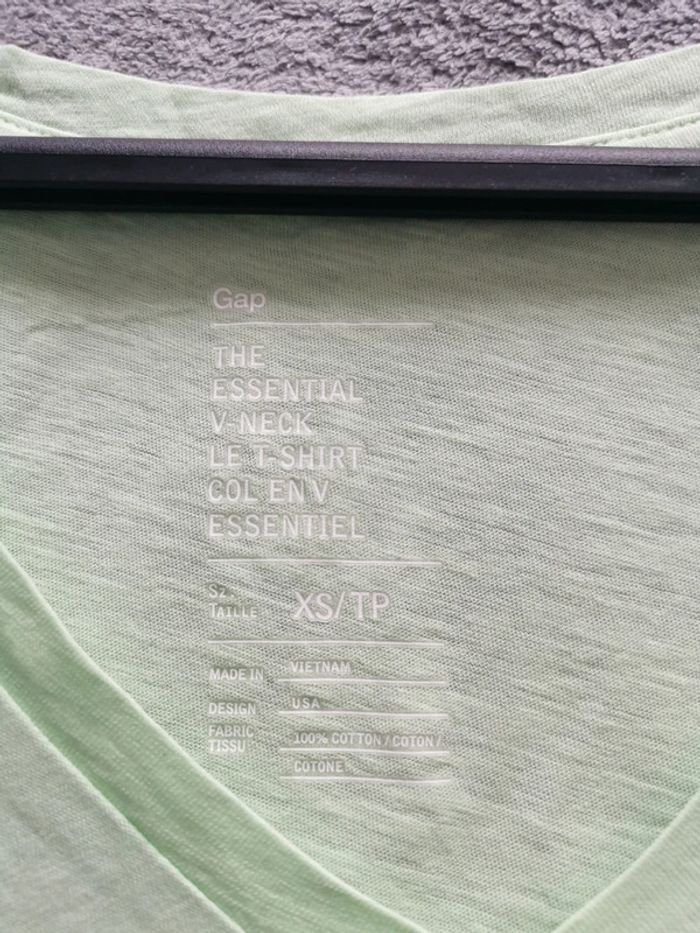 Gap
THE
ESSENTIAL
V-NECK
LE T-SHIRT
COL EN V
ESSENTIEL
Sz.
TAILLE
XS/TP
MADE IN VIETNAM
DESIGN USA
FABRIC
TISSU
100% COTTON / COTON /
COTONE